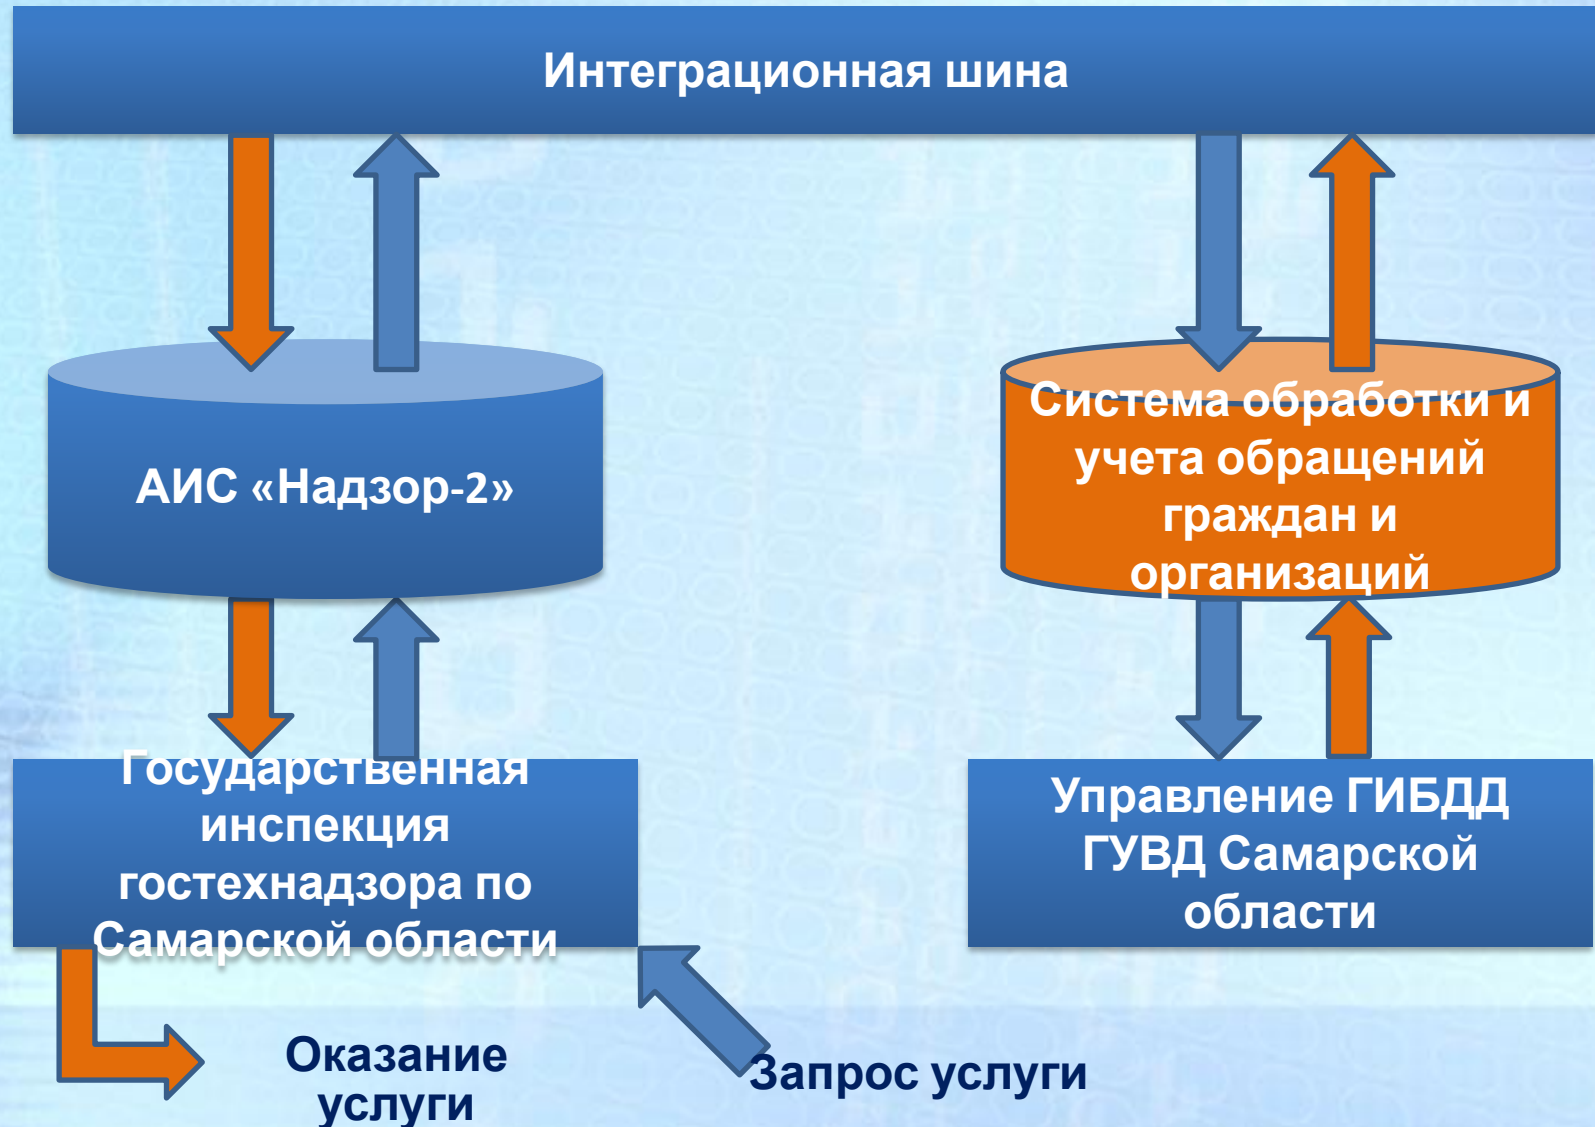 Интеграционная шина
АИС «Надзор-2»
Система обработки и
учета обращений
граждан и
организаций
Государственная
инспекция
гостехнадзора по
Самарской области
Управление ГИБДД
ГУВД Самарской
области
Оказание
услуги
Запрос услуги